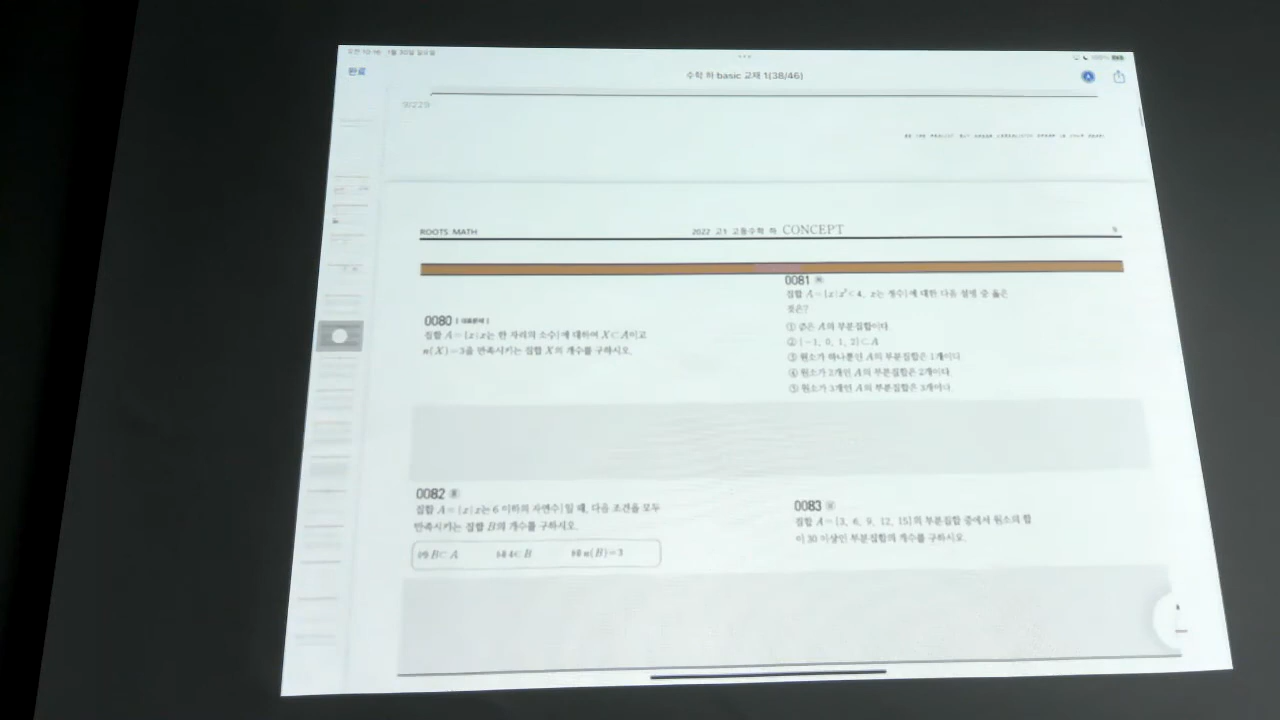 완료
수학 하 basic 교재 1(38/46)
ROOTS MATH
2022 고1 고등수학 하 CONCEPT
9
0080
집합 A={x|x는 한 자리의 소수}에 대하여 X⊂A이고
n(X)=3을 만족시키는 집합 X의 개수를 구하시오.
0081
집합 A={x|x²<4, x는 정수}에 대한 다음 설명 중 옳은
것은?
① ∅은 A의 부분집합이다.
② {-1, 0, 1, 2}⊂A
③ 원소가 하나뿐인 A의 부분집합은 1개이다.
④ 원소가 2개인 A의 부분집합은 2개이다.
⑤ 원소가 3개인 A의 부분집합은 3개이다.
0082
집합 A={x|x는 6 이하의 자연수}일 때, 다음 조건을 모두
만족시키는 집합 B의 개수를 구하시오.
B⊂A 4∈B n(B)=3
0083
집합 A={3, 6, 9, 12, 15}의 부분집합 중에서 원소의 합
이 30 이상인 부분집합의 개수를 구하시오.